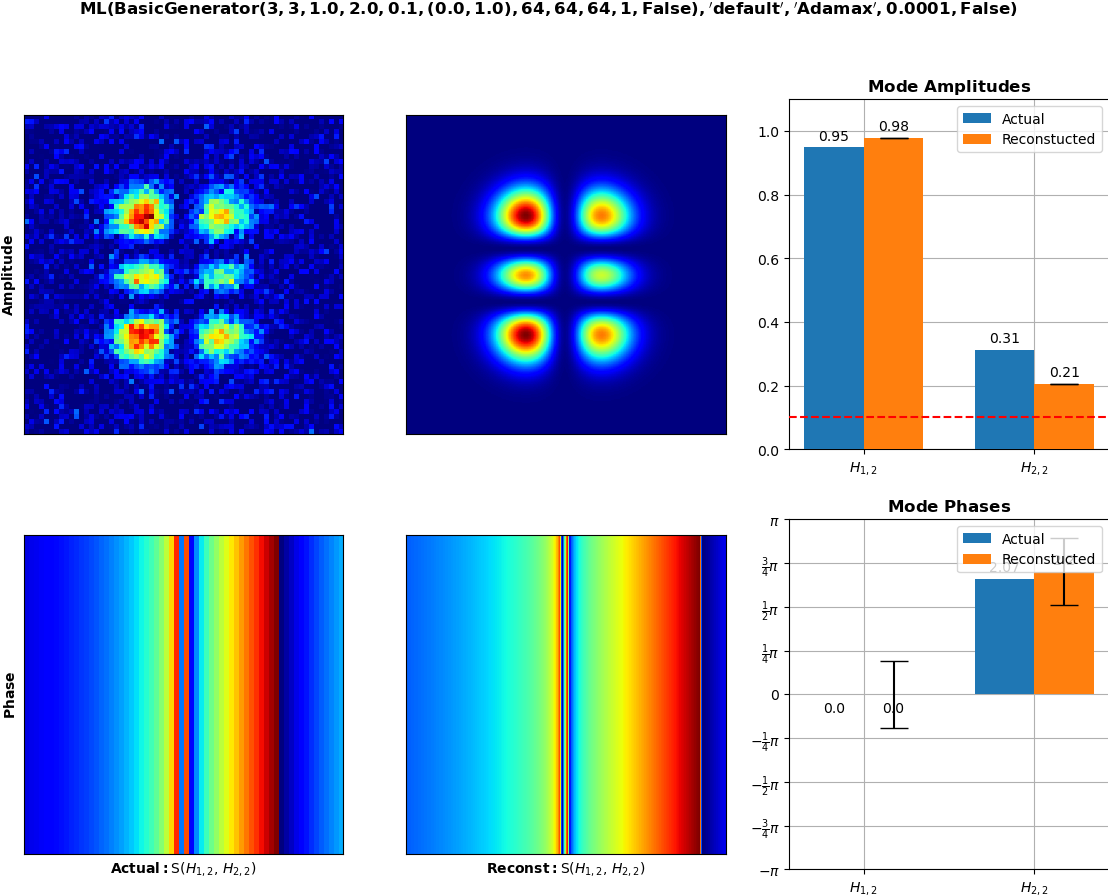 ML(BasicGenerator(3, 3, 1.0, 2.0, 0.1, (0.0, 1.0), 64, 64, 64, 1, False), ′default′, ′Adamax′, 0.0001, False)
Amplitude
Mode Amplitudes
Actual
Reconstucted
0.95
0.98
0.31
0.21
1.0
0.8
0.6
0.4
0.2
0.0
H1, 2
H2, 2
Phase
Actual: S(H1, 2, H2, 2)
Reconst: S(H1, 2, H2, 2)
Mode Phases
Actual
Reconstucted
2.07
0.0
0.0
π
3/4π
1/2π
1/4π
0
−1/4π
−1/2π
−3/4π
−π
H1, 2
H2, 2